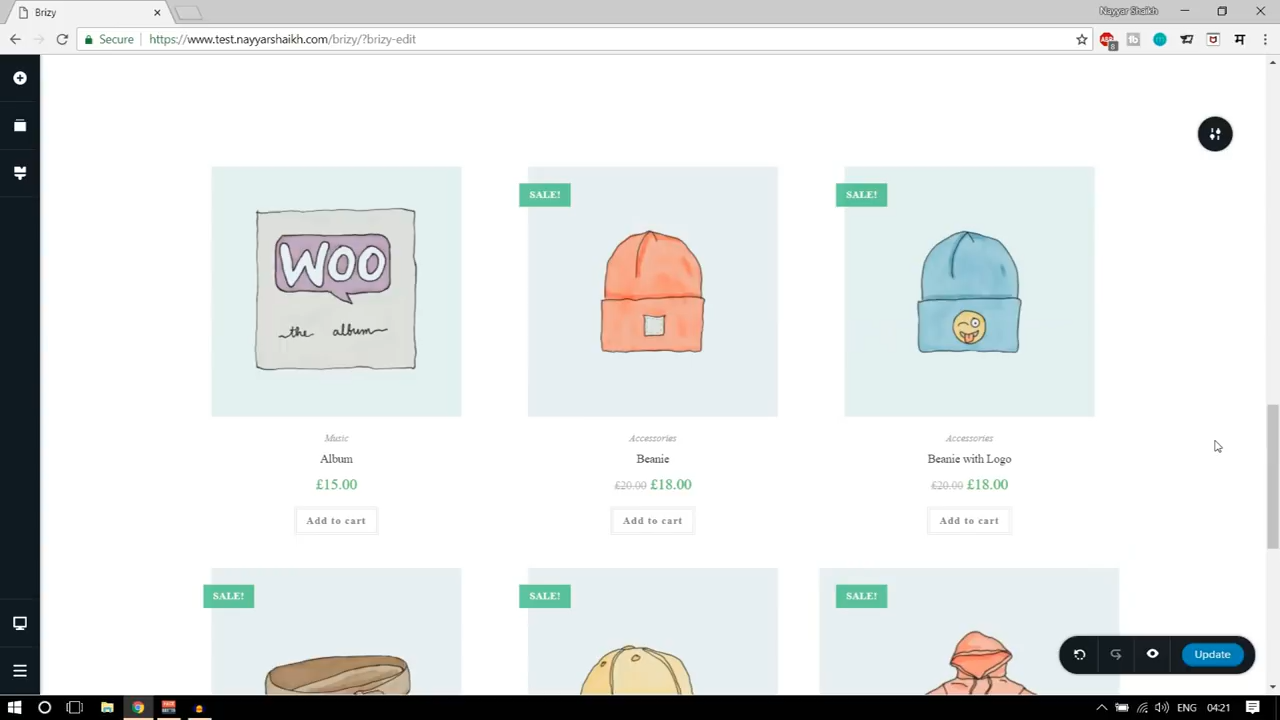 Brizy
Nayyar Shaikh
Secure
https://www.test.nayyarshaikh.com/brizy/?brizy-edit
8
SALE!
SALE!
WOO
the album
Music
Accessories
Accessories
Album
Beanie
Beanie with Logo
£15.00
£20.00 £18.00
£20.00 £18.00
Add to cart
Add to cart
Add to cart
SALE!
SALE!
SALE!
Update
ENG
04:21